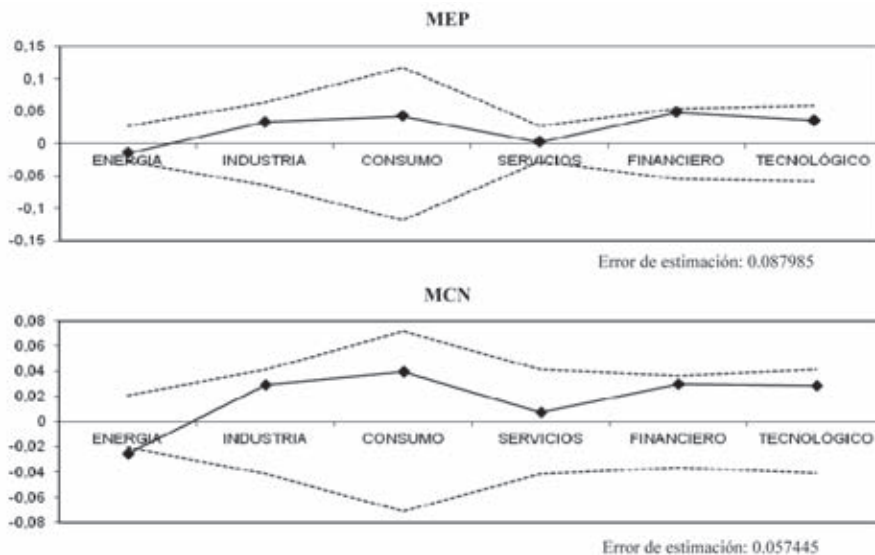 MEP
0,15
0,1
0,06
0
-0,06
-0,1
-0,15
ENERGIA INDUSTRIA CONSUMO SERVICIOS FINANCIERO TECNOLÓGICO
Error de estimación: 0.087985
MCN
0,08
0,06
0,04
0,02
0
-0,02
-0,04
-0,06
-0,08
ENERGIA INDUSTRIA CONSUMO SERVICIOS FINANCIERO TECNOLÓGICO
Error de estimación: 0.057445